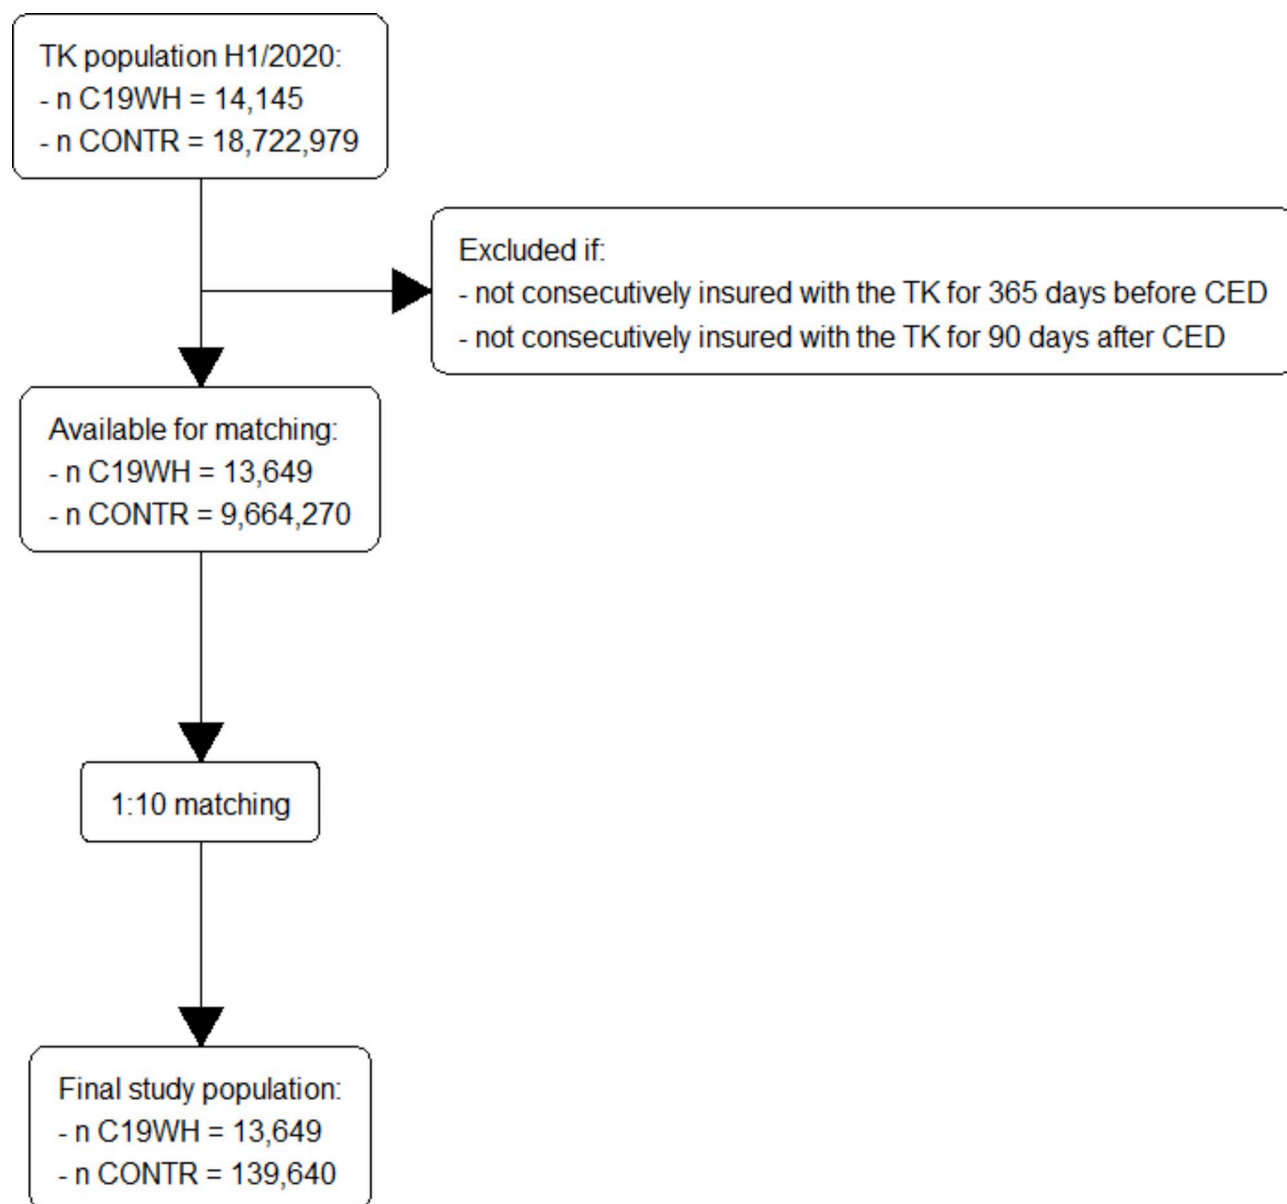 TK population H1/2020:
- n C19WH = 14,145
- n CONTR = 18,722,979
Excluded if:
- not consecutively insured with the TK for 365 days before CED
- not consecutively insured with the TK for 90 days after CED
Available for matching:
- n C19WH = 13,649
- n CONTR = 9,664,270
1:10 matching
Final study population:
- n C19WH = 13,649
- n CONTR = 139,640